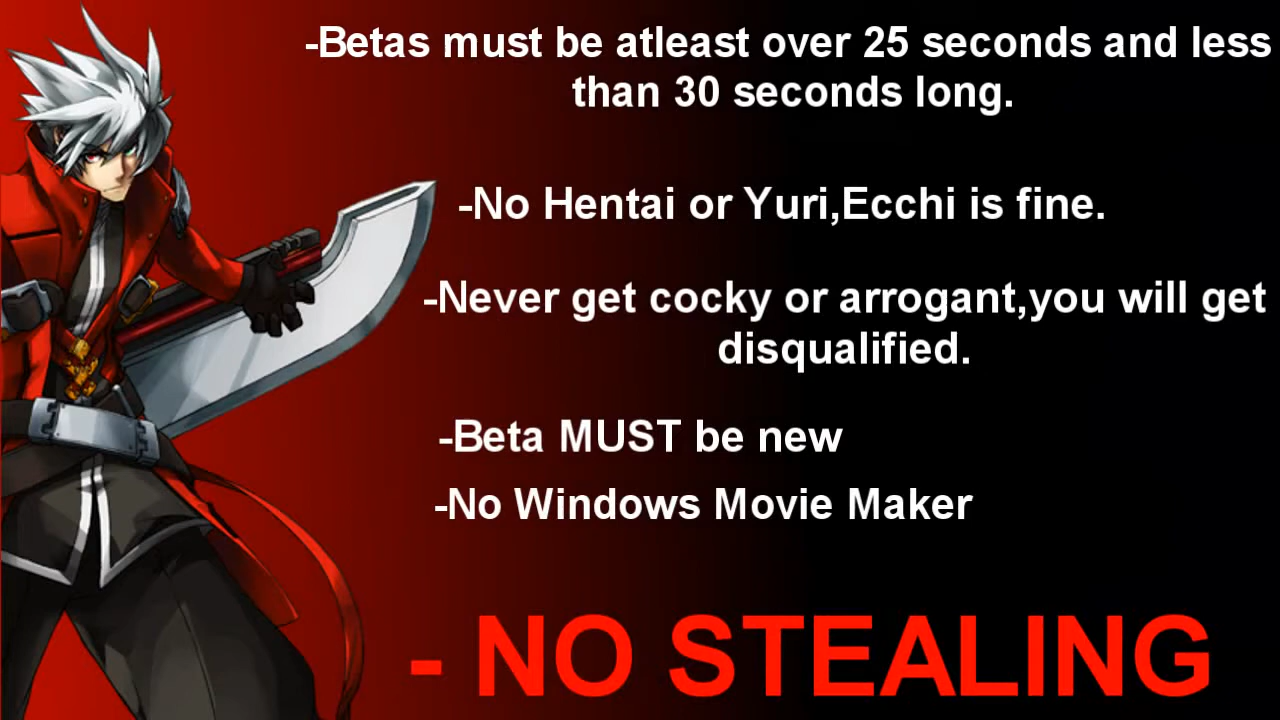 -Betas must be atleast over 25 seconds and less
than 30 seconds long.
-No Hentai or Yuri,Ecchi is fine.
-Never get cocky or arrogant,you will get
disqualified.
-Beta MUST be new
-No Windows Movie Maker
- NO STEALING